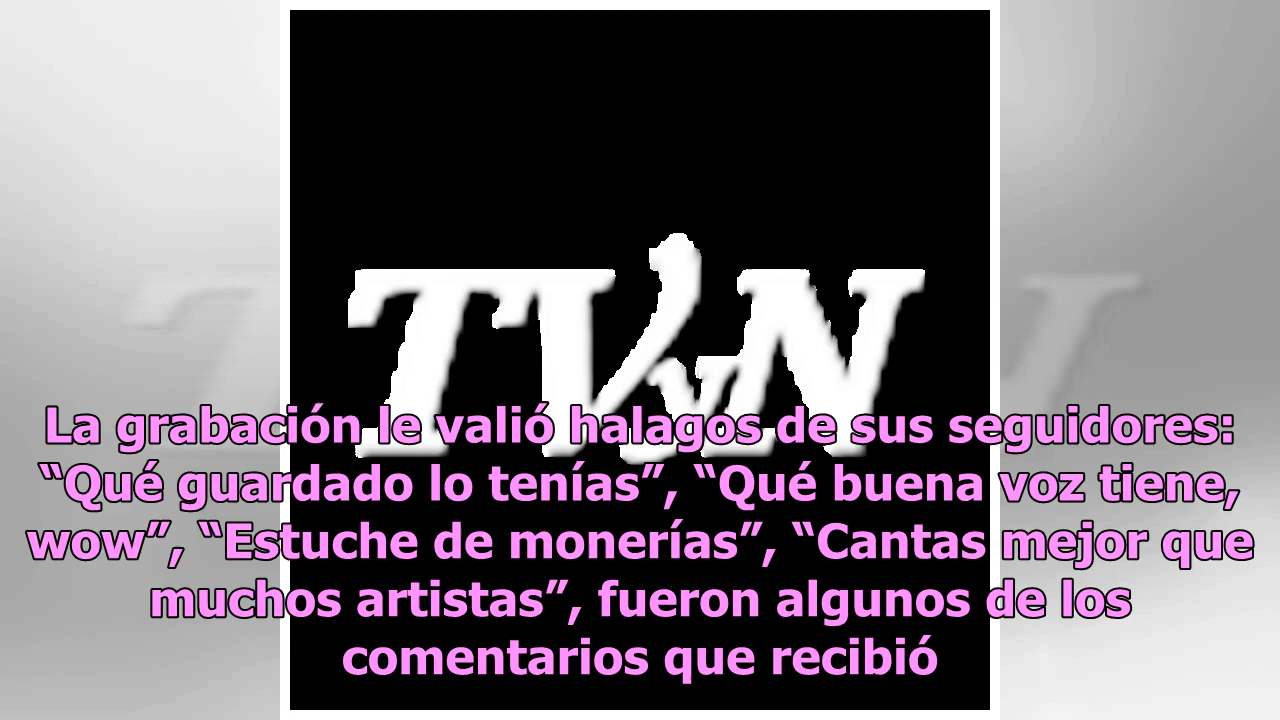 TVyN
La grabación le valió halagos de sus seguidores:
“Qué guardado lo tenías”, “Qué buena voz tiene,
wow”, “Estuche de monerías”, “Cantas mejor que
muchos artistas”, fueron algunos de los
comentarios que recibió